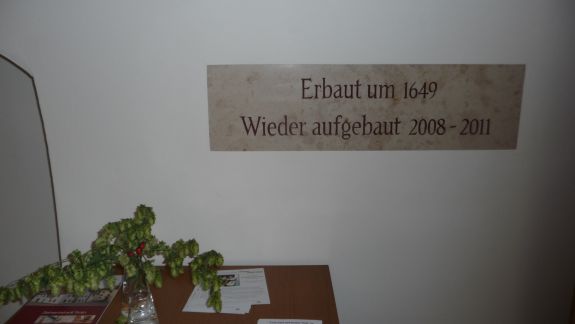 Erbaut um 1649
Wieder aufgebaut 2008 - 2011